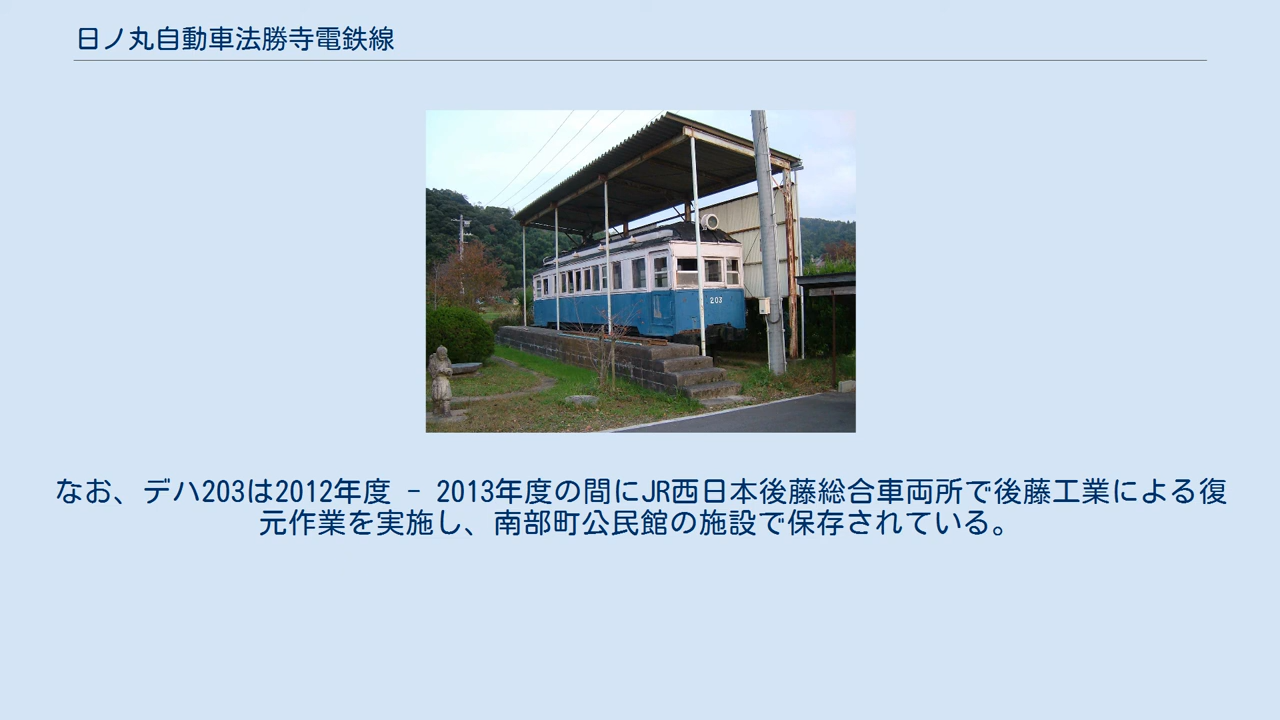 日ノ丸自動車法勝寺電鉄線
203
なお、デハ203は2012年度 - 2013年度の間にJR西日本後藤総合車両所で後藤工業による復
元作業を実施し、南部町公民館の施設で保存されている。